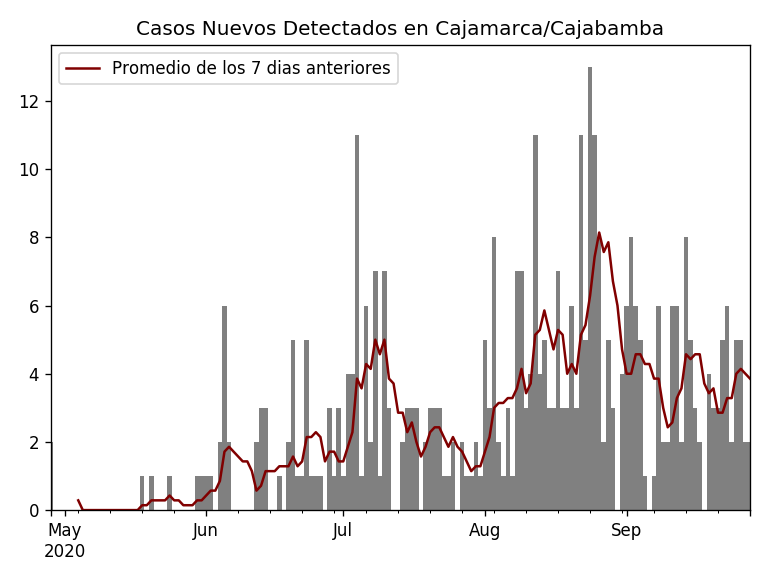 Casos Nuevos Detectados en Cajamarca/Cajabamba
Promedio de los 7 dias anteriores
12
10
8
6
4
2
0
May Jun Jul Aug Sep
2020